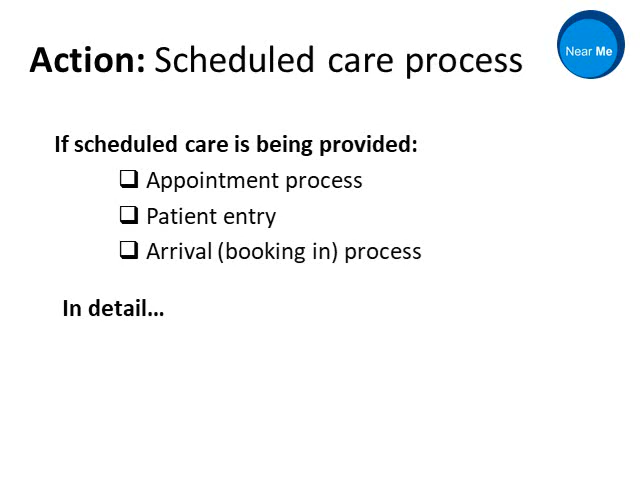 Action: Scheduled care process
Near Me
If scheduled care is being provided:
❑ Appointment process
❑ Patient entry
❑ Arrival (booking in) process
In detail…